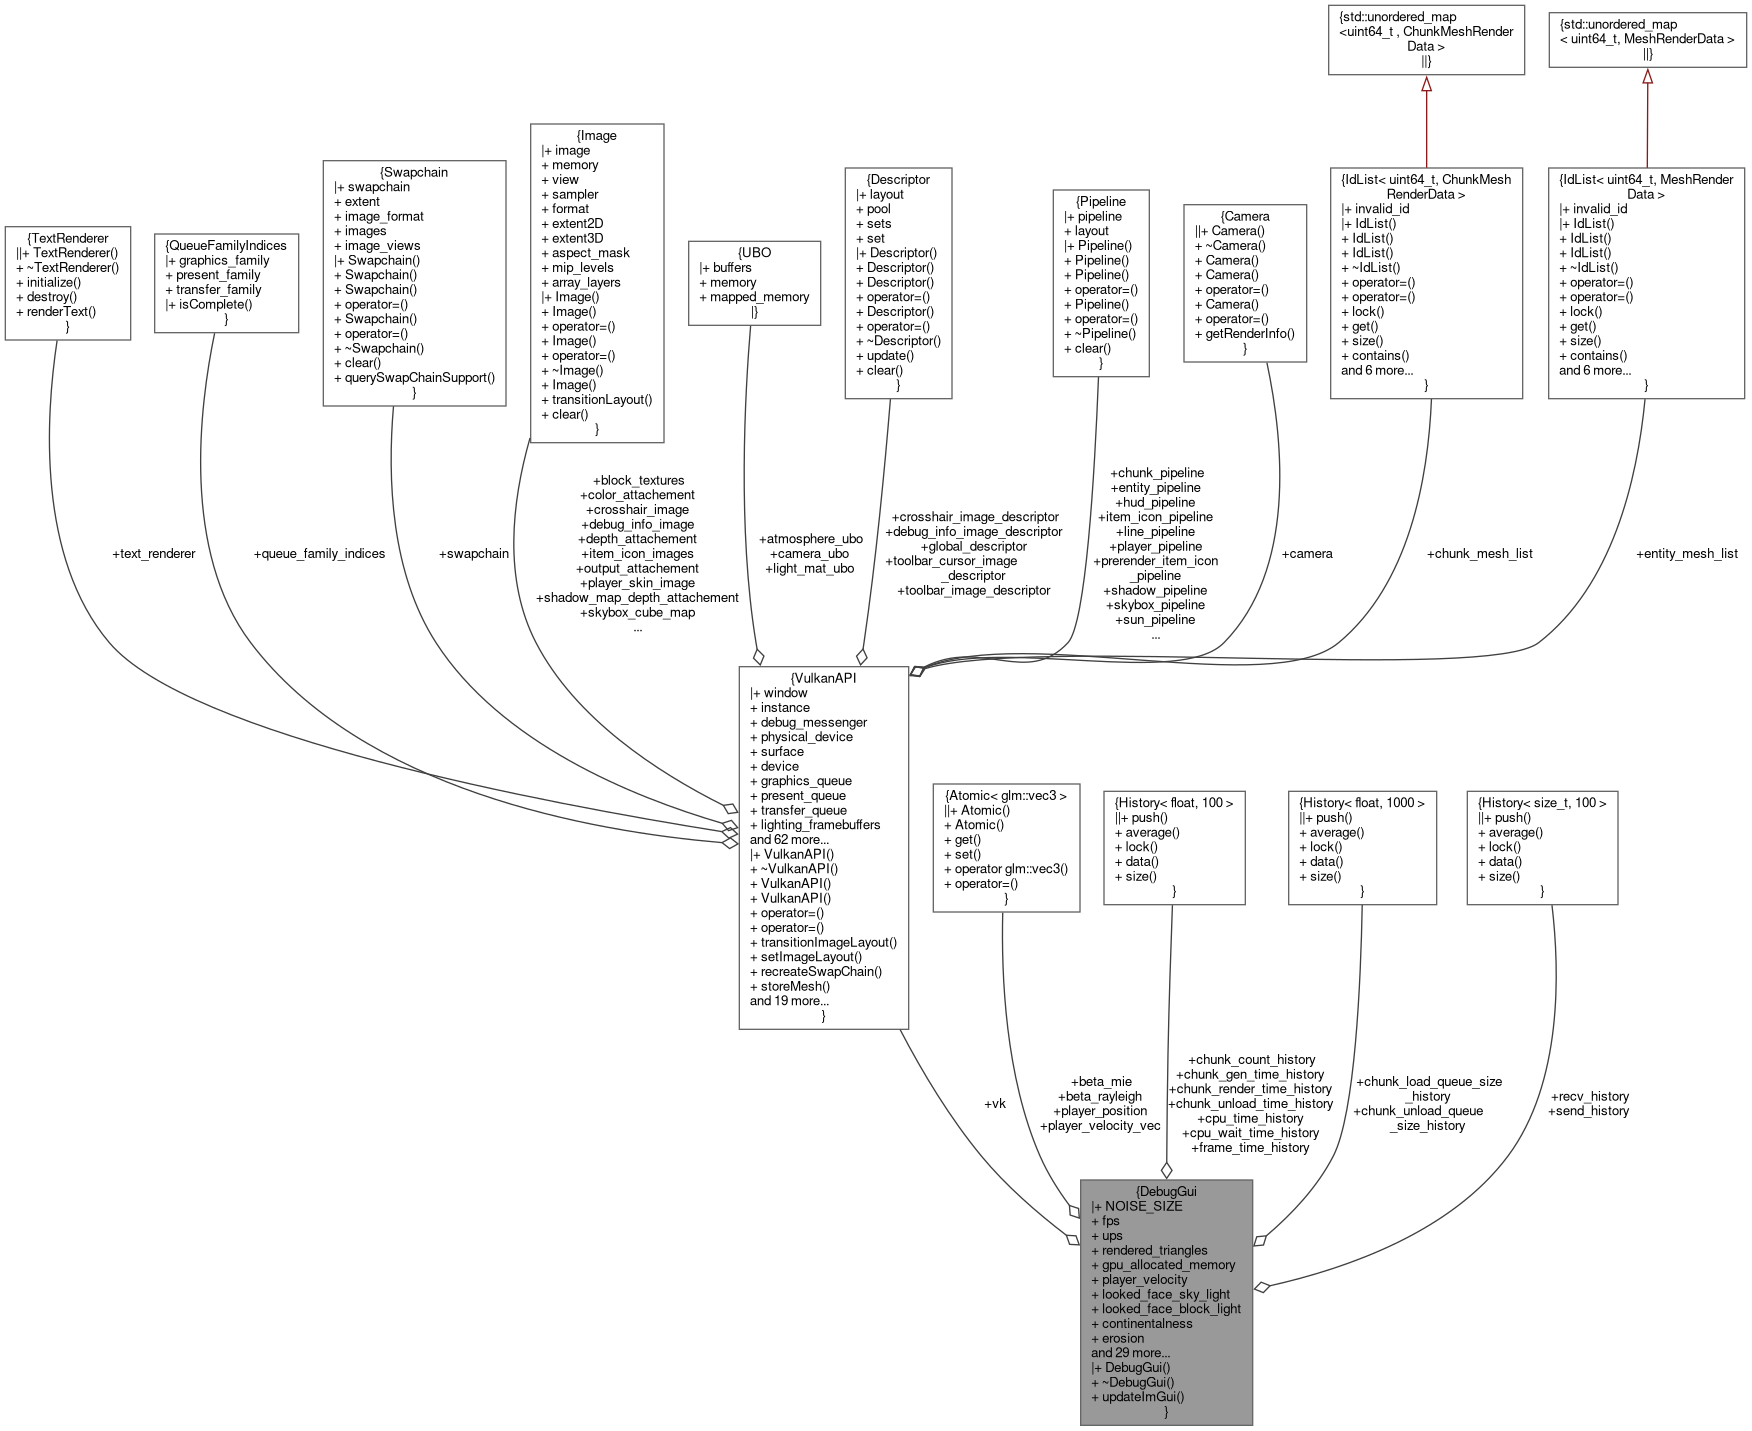 {std::unordered_map
<uint64_t , ChunkMeshRender
Data >
||}
{std::unordered_map
< uint64_t, MeshRenderData >
||}
{TextRenderer
||+ TextRenderer()
+ ~TextRenderer()
+ initialize()
+ destroy()
+ renderText()
}
{QueueFamilyIndices
|+ graphics_family
+ present_family
+ transfer_family
|+ isComplete()
}
{Swapchain
|+ swapchain
+ extent
+ image_format
+ images
+ image_views
|+ Swapchain()
+ Swapchain()
+ Swapchain()
+ operator=()
+ Swapchain()
+ operator=()
+ ~Swapchain()
+ clear()
+ querySwapChainSupport()
}
{Image
|+ image
+ memory
+ view
+ sampler
+ format
+ extent2D
+ extent3D
+ aspect_mask
+ mip_levels
+ array_layers
|+ Image()
+ Image()
+ operator=()
+ Image()
+ operator=()
+ ~Image()
+ Image()
+ transitionLayout()
+ clear()
}
{UBO
|+ buffers
+ memory
+ mapped_memory
|}
{Descriptor
|+ layout
+ pool
+ sets
+ set
|+ Descriptor()
+ Descriptor()
+ Descriptor()
+ operator=()
+ Descriptor()
+ operator=()
+ ~Descriptor()
+ update()
+ clear()
}
{Pipeline
|+ pipeline
+ layout
|+ Pipeline()
+ Pipeline()
+ Pipeline()
+ operator=()
+ Pipeline()
+ operator=()
+ ~Pipeline()
+ clear()
}
{Camera
||+ Camera()
+ ~Camera()
+ Camera()
+ Camera()
+ operator=()
+ Camera()
+ operator=()
+ getRenderInfo()
}
{IdList< uint64_t, ChunkMesh
RenderData >
|+ invalid_id
|+ IdList()
+ IdList()
+ IdList()
+ ~IdList()
+ operator=()
+ operator=()
+ lock()
+ get()
+ size()
+ contains()
and 6 more...
}
{IdList< uint64_t, MeshRender
Data >
|+ invalid_id
|+ IdList()
+ IdList()
+ IdList()
+ ~IdList()
+ operator=()
+ operator=()
+ lock()
+ get()
+ size()
+ contains()
and 6 more...
}
+text_renderer
+queue_family_indices
+swapchain
+block_textures
+color_attachement
+crosshair_image
+debug_info_image
+depth_attachement
+item_icon_images
+output_attachement
+player_skin_image
+shadow_map_depth_attachement
+skybox_cube_map
...
+atmosphere_ubo
+camera_ubo
+light_mat_ubo
+crosshair_image_descriptor
+debug_info_image_descriptor
+global_descriptor
+toolbar_cursor_image
_descriptor
+toolbar_image_descriptor
+chunk_pipeline
+entity_pipeline
+hud_pipeline
+item_icon_pipeline
+line_pipeline
+player_pipeline
+prerender_item_icon
_pipeline
+shadow_pipeline
+skybox_pipeline
+sun_pipeline
...
+camera
+chunk_mesh_list
+entity_mesh_list
{VulkanAPI
|+ window
+ instance
+ debug_messenger
+ physical_device
+ surface
+ device
+ graphics_queue
+ present_queue
+ transfer_queue
+ lighting_framebuffers
and 62 more...
|+ VulkanAPI()
+ ~VulkanAPI()
+ VulkanAPI()
+ VulkanAPI()
+ operator=()
+ operator=()
+ transitionImageLayout()
+ setImageLayout()
+ recreateSwapChain()
+ storeMesh()
and 19 more...
}
{Atomic< glm::vec3 >
||+ Atomic()
+ Atomic()
+ get()
+ set()
+ operator glm::vec3()
+ operator=()
}
{History< float, 100 >
||+ push()
+ average()
+ lock()
+ data()
+ size()
}
{History< float, 1000 >
||+ push()
+ average()
+ lock()
+ data()
+ size()
}
{History< size_t, 100 >
||+ push()
+ average()
+ lock()
+ data()
+ size()
}
+vk
+beta_mie
+beta_rayleigh
+player_position
+player_velocity_vec
+chunk_count_history
+chunk_gen_time_history
+chunk_render_time_history
+chunk_unload_time_history
+cpu_time_history
+cpu_wait_time_history
+frame_time_history
+chunk_load_queue_size
_history
+chunk_unload_queue
_size_history
+recv_history
+send_history
{DebugGui
|+ NOISE_SIZE
+ fps
+ ups
+ rendered_triangles
+ gpu_allocated_memory
+ player_velocity
+ looked_face_sky_light
+ looked_face_block_light
+ continentalness
+ erosion
and 29 more...
|+ DebugGui()
+ ~DebugGui()
+ updateImGui()
}